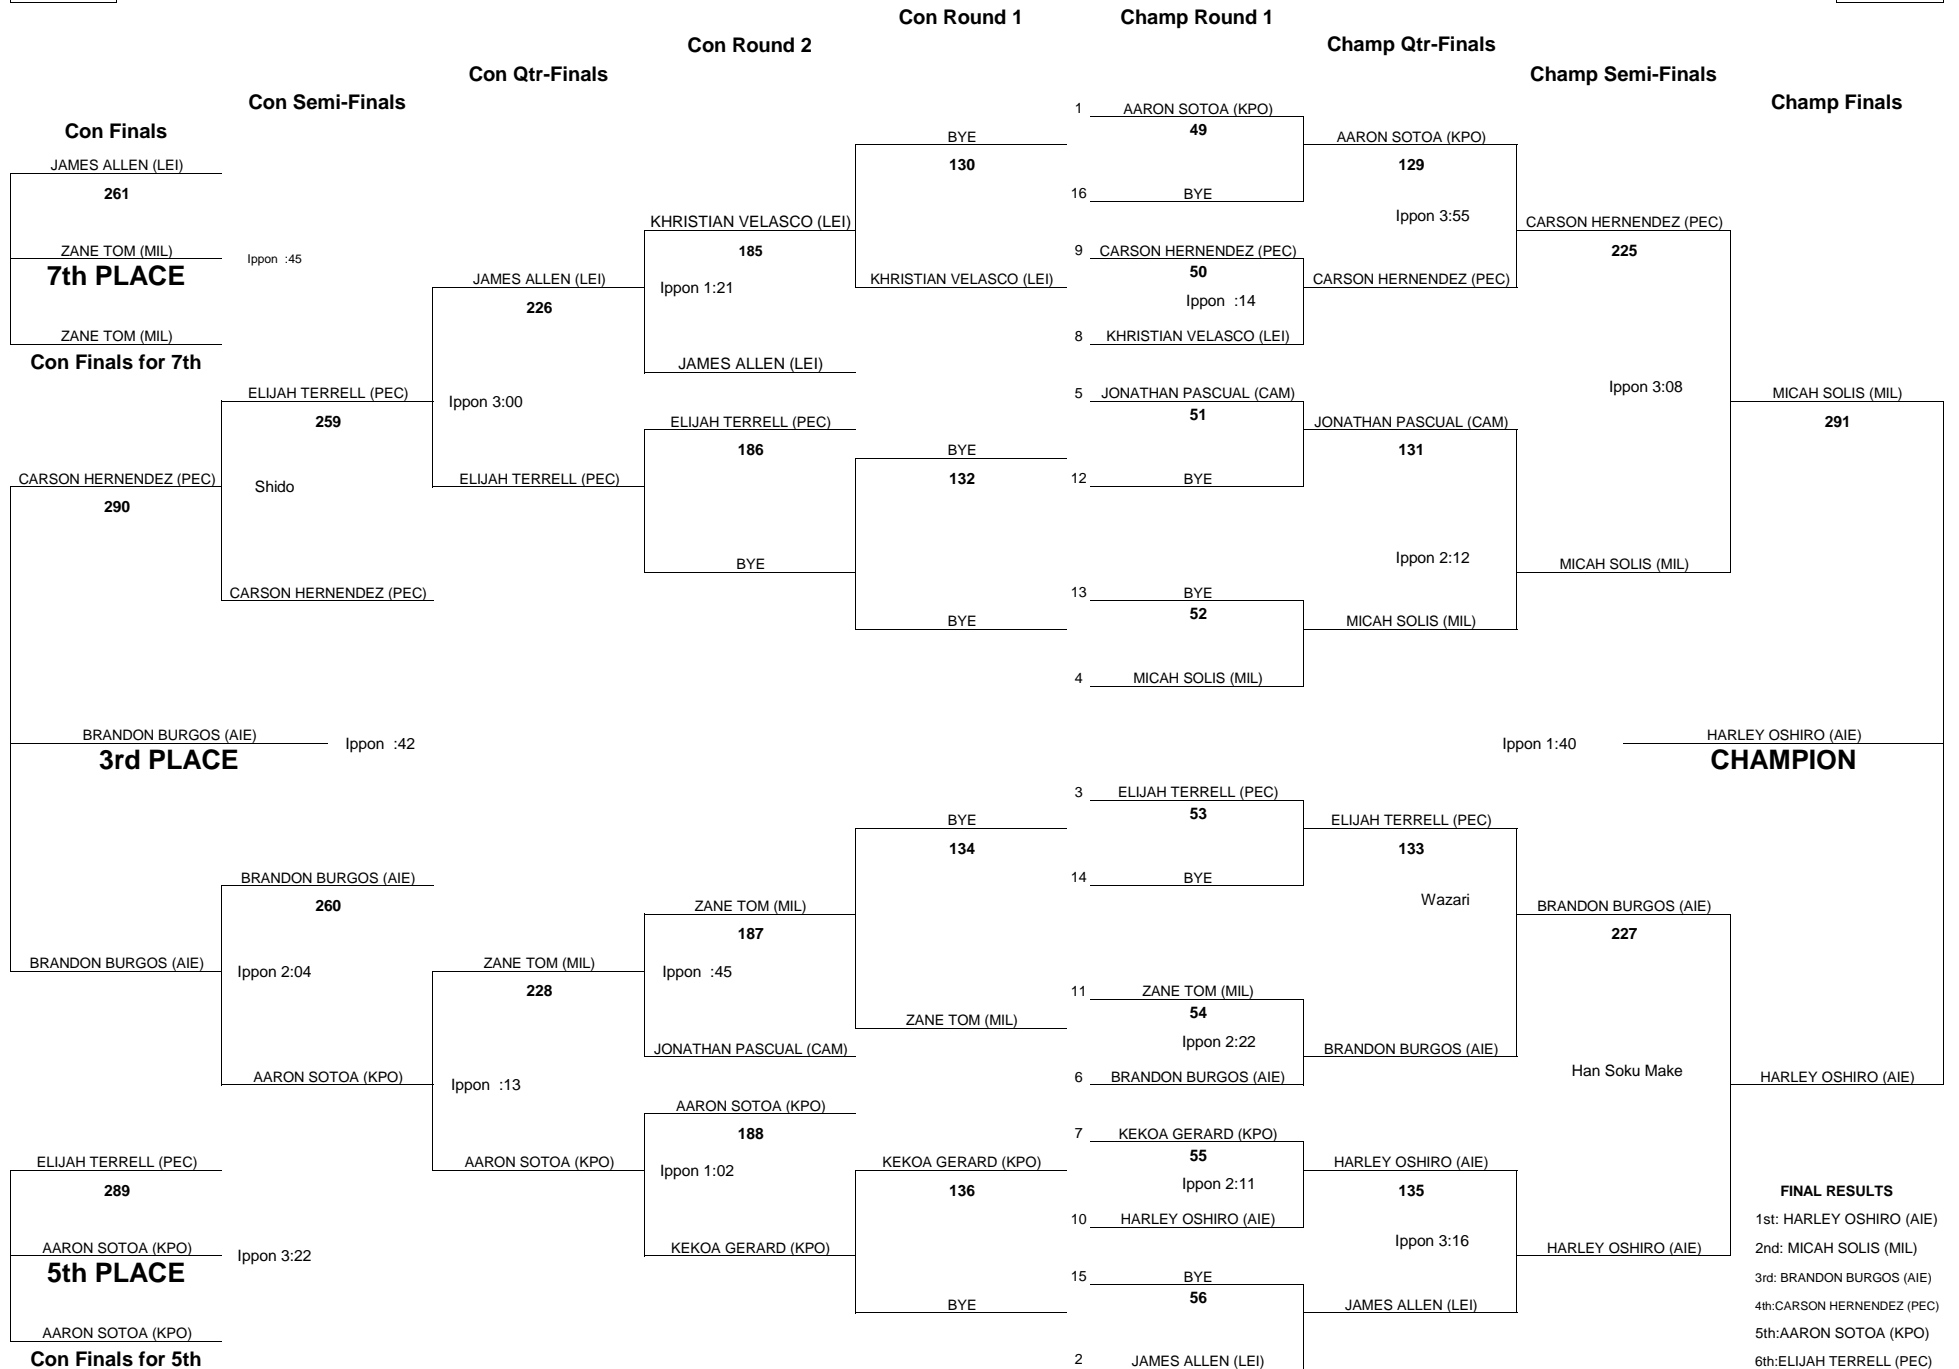 Con Round 1
Champ Round 1
Con Round 2
Champ Qtr-Finals
Con Qtr-Finals
Champ Semi-Finals
Con Semi-Finals
Champ Finals
Con Finals
JAMES ALLEN (LEI)
261
ZANE TOM (MIL)
Ippon :45
7th PLACE
ZANE TOM (MIL)
Con Finals for 7th
CARSON HERNENDEZ (PEC)
290
BRANDON BURGOS (AIE)
Ippon :42
3rd PLACE
BRANDON BURGOS (AIE)
ELIJAH TERRELL (PEC)
289
AARON SOTOA (KPO)
Ippon 3:22
5th PLACE
AARON SOTOA (KPO)
Con Finals for 5th
ELIJAH TERRELL (PEC)
259
Shido
CARSON HERNENDEZ (PEC)
BRANDON BURGOS (AIE)
260
Ippon 2:04
AARON SOTOA (KPO)
JAMES ALLEN (LEI)
226
Ippon 3:00
ELIJAH TERRELL (PEC)
ZANE TOM (MIL)
228
Ippon :13
AARON SOTOA (KPO)
KHRISTIAN VELASCO (LEI)
185
Ippon 1:21
JAMES ALLEN (LEI)
ELIJAH TERRELL (PEC)
186
BYE
ZANE TOM (MIL)
187
Ippon :45
JONATHAN PASCUAL (CAM)
AARON SOTOA (KPO)
188
Ippon 1:02
KEKOA GERARD (KPO)
BYE
130
KHRISTIAN VELASCO (LEI)
BYE
132
BYE
BYE
134
ZANE TOM (MIL)
KEKOA GERARD (KPO)
136
BYE
1 AARON SOTOA (KPO)
49
16 BYE
9 CARSON HERNENDEZ (PEC)
50
Ippon :14
8 KHRISTIAN VELASCO (LEI)
5 JONATHAN PASCUAL (CAM)
51
12 BYE
13 BYE
52
4 MICAH SOLIS (MIL)
3 ELIJAH TERRELL (PEC)
53
14 BYE
11 ZANE TOM (MIL)
54
Ippon 2:22
6 BRANDON BURGOS (AIE)
7 KEKOA GERARD (KPO)
55
Ippon 2:11
10 HARLEY OSHIRO (AIE)
15 BYE
56
2 JAMES ALLEN (LEI)
AARON SOTOA (KPO)
129
Ippon 3:55
CARSON HERNENDEZ (PEC)
JONATHAN PASCUAL (CAM)
131
Ippon 2:12
MICAH SOLIS (MIL)
ELIJAH TERRELL (PEC)
133
Wazari
BRANDON BURGOS (AIE)
HARLEY OSHIRO (AIE)
135
Ippon 3:16
JAMES ALLEN (LEI)
CARSON HERNENDEZ (PEC)
225
Ippon 3:08
MICAH SOLIS (MIL)
BRANDON BURGOS (AIE)
227
Han Soku Make
HARLEY OSHIRO (AIE)
MICAH SOLIS (MIL)
291
Ippon 1:40
HARLEY OSHIRO (AIE)
CHAMPION
HARLEY OSHIRO (AIE)
FINAL RESULTS
1st: HARLEY OSHIRO (AIE)
2nd: MICAH SOLIS (MIL)
3rd: BRANDON BURGOS (AIE)
4th:CARSON HERNENDEZ (PEC)
5th:AARON SOTOA (KPO)
6th:ELIJAH TERRELL (PEC)